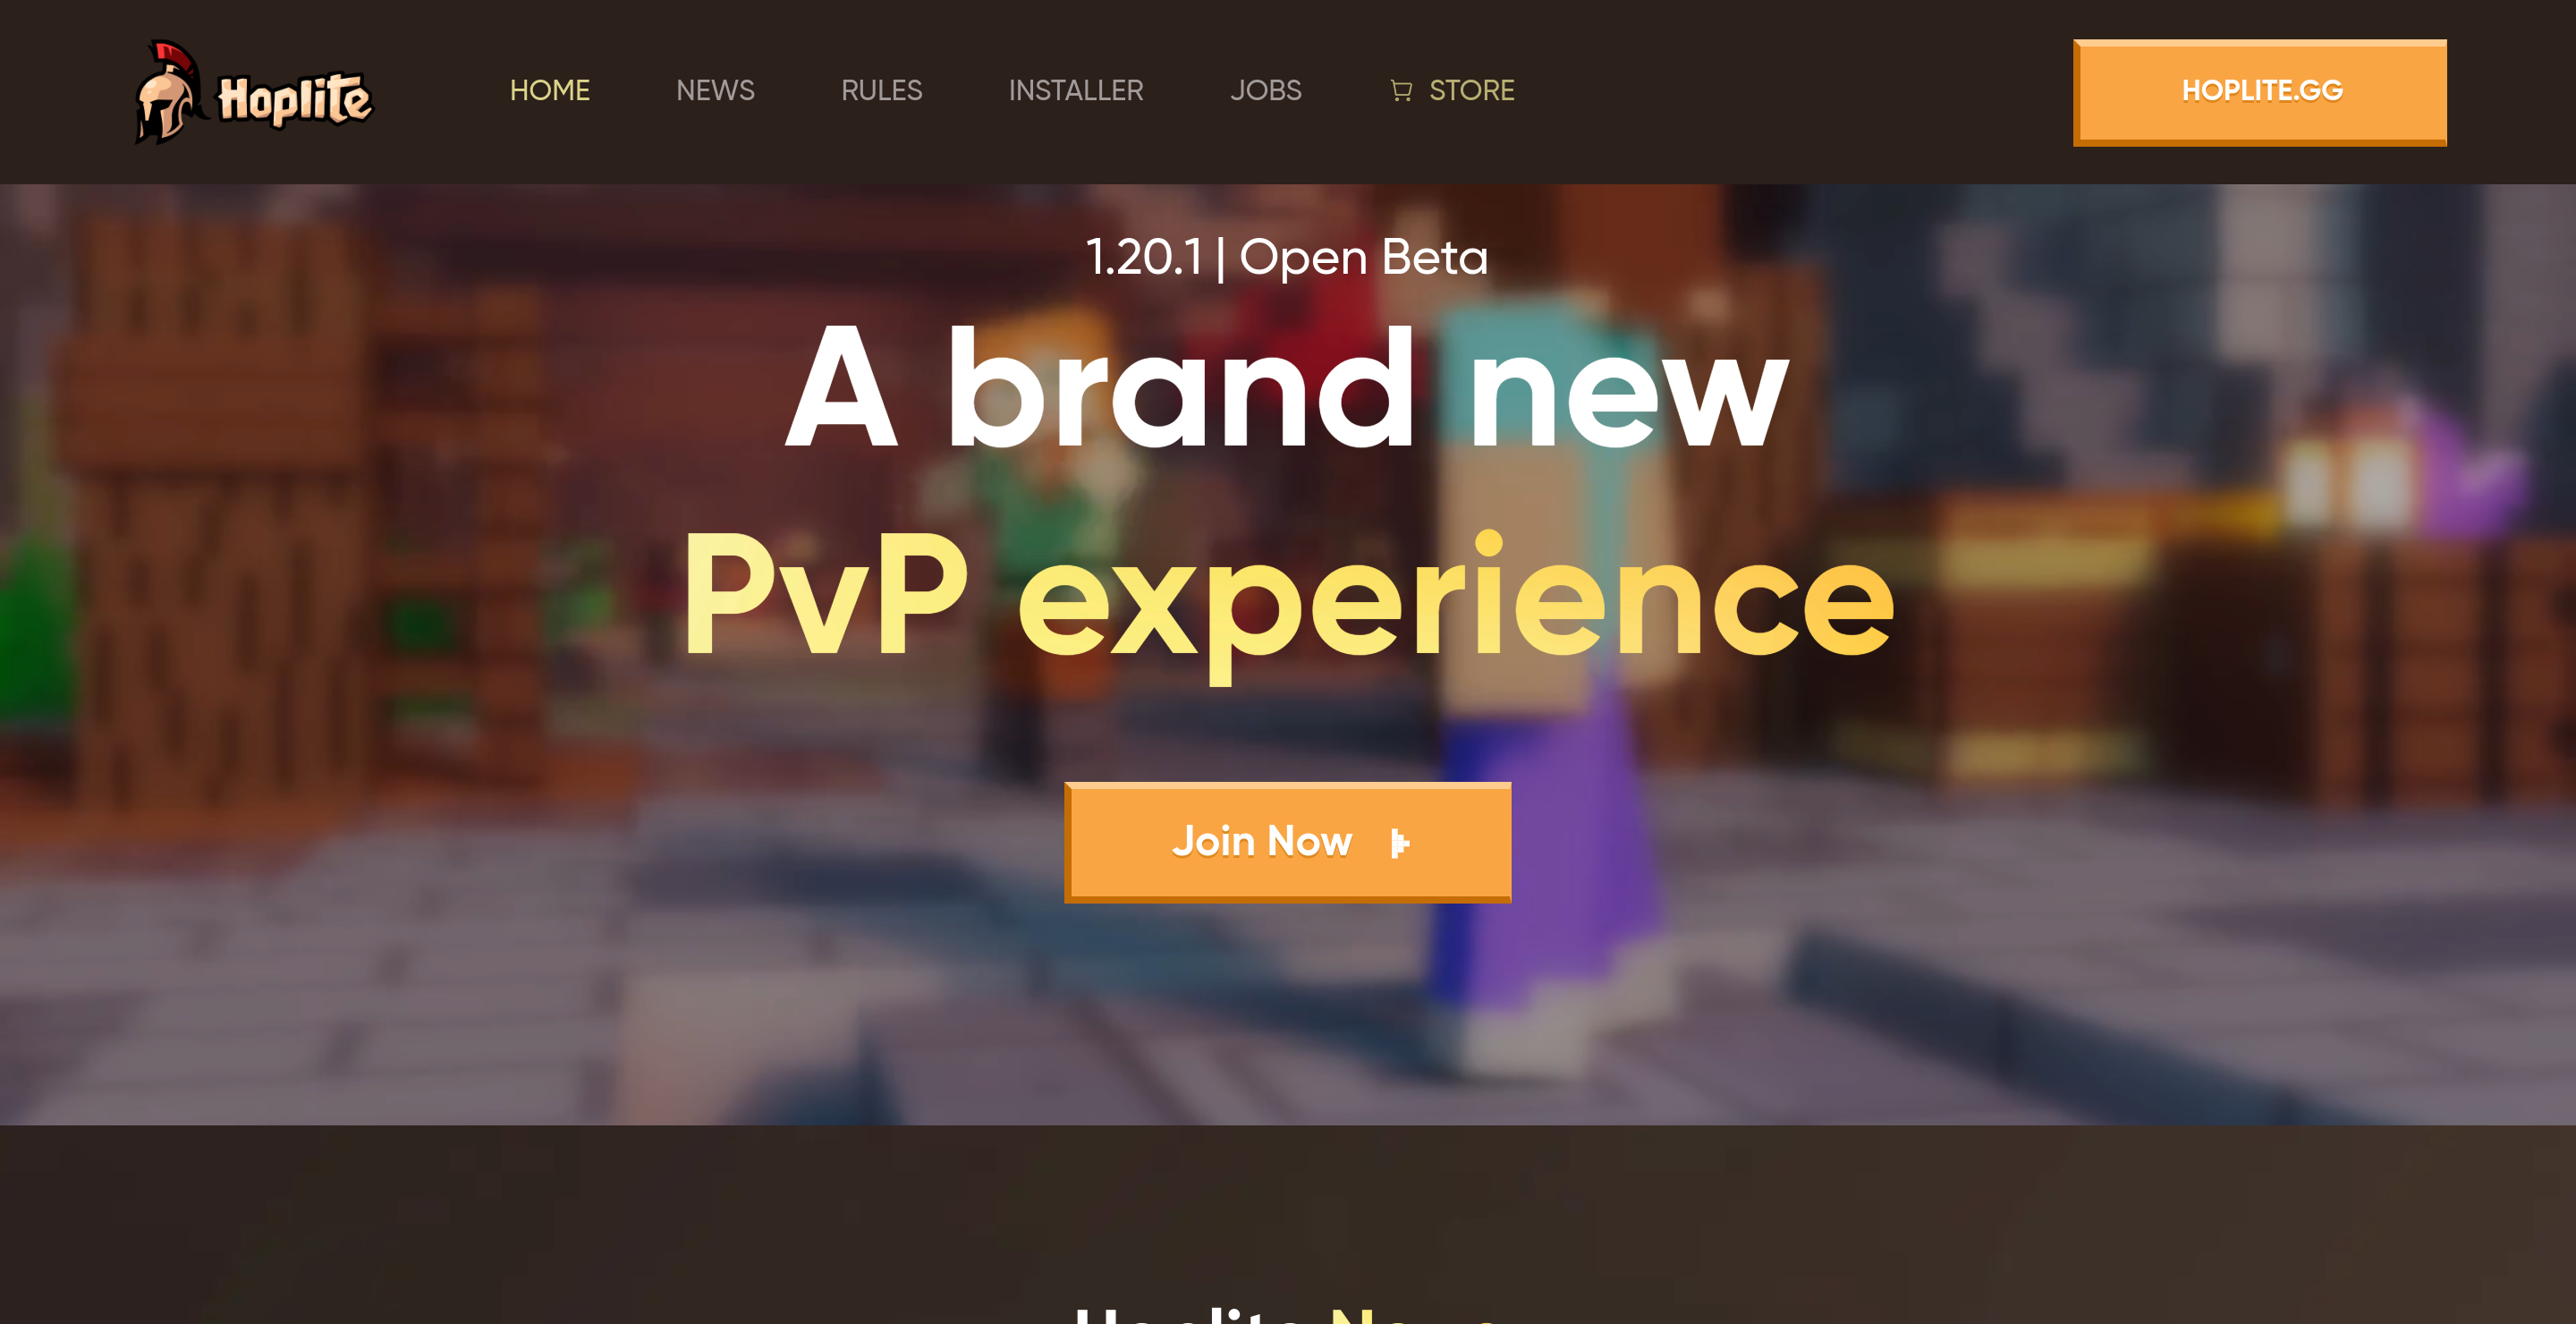 Hoplite
HOME NEWS RULES INSTALLER JOBS STORE
HOPLITE.GG
1.20.1 | Open Beta
A brand new
PvP experience
Join Now